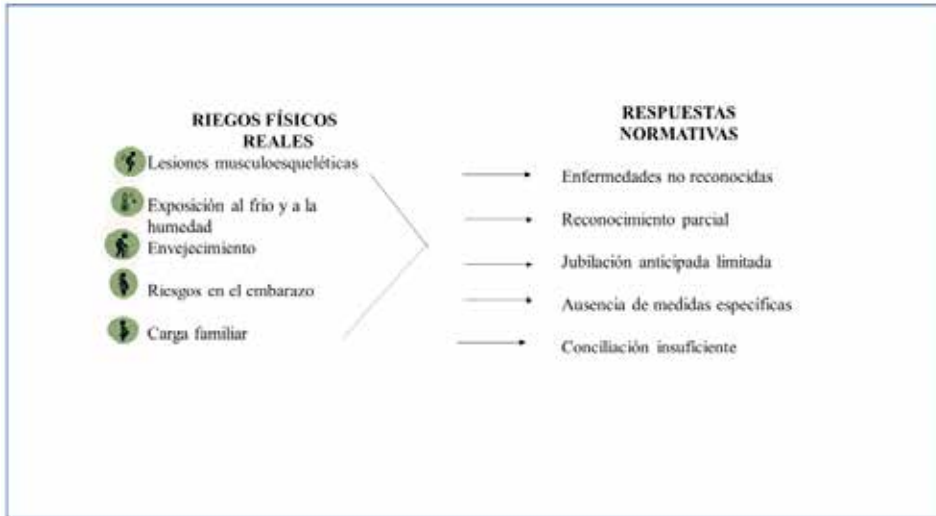 RIEGOS FÍSICOS
REALES
Lesiones musculoesqueléticas
Exposición al frío y a la
humedad
Envejecimiento
Riesgos en el embarazo
Carga familiar
RESPUESTAS
NORMATIVAS
Enfermedades no reconocidas
Reconocimiento parcial
Jubilación anticipada limitada
Ausencia de medidas específicas
Conciliación insuficiente